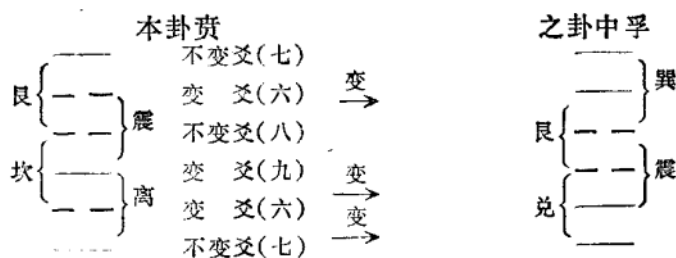 本卦贲
之卦中孚
不变爻(七)
艮
变 爻(六)
变
巽
震
不变爻(八)
艮
坎
变 爻(九)
变
震
离
变 爻(六)
变
兑
不变爻(七)